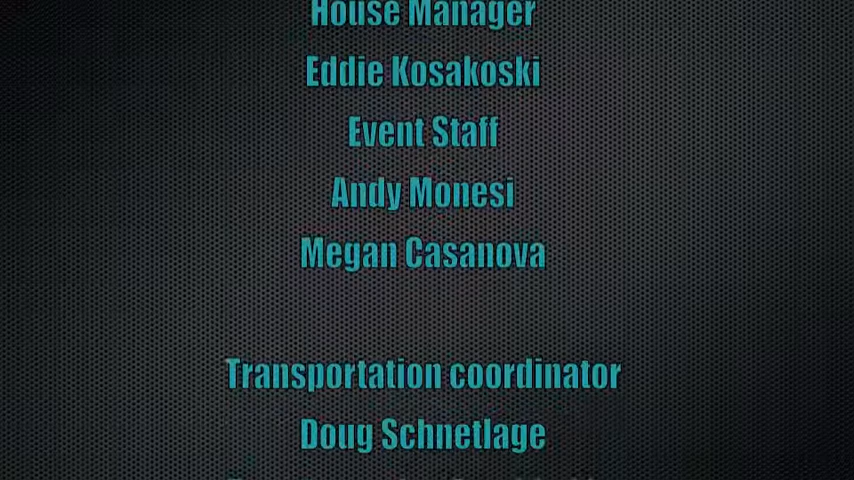 House Manager
Eddie Kosakoski
Event Staff
Andy Monesi
Megan Casanova
Transportation coordinator
Doug Schnetlage